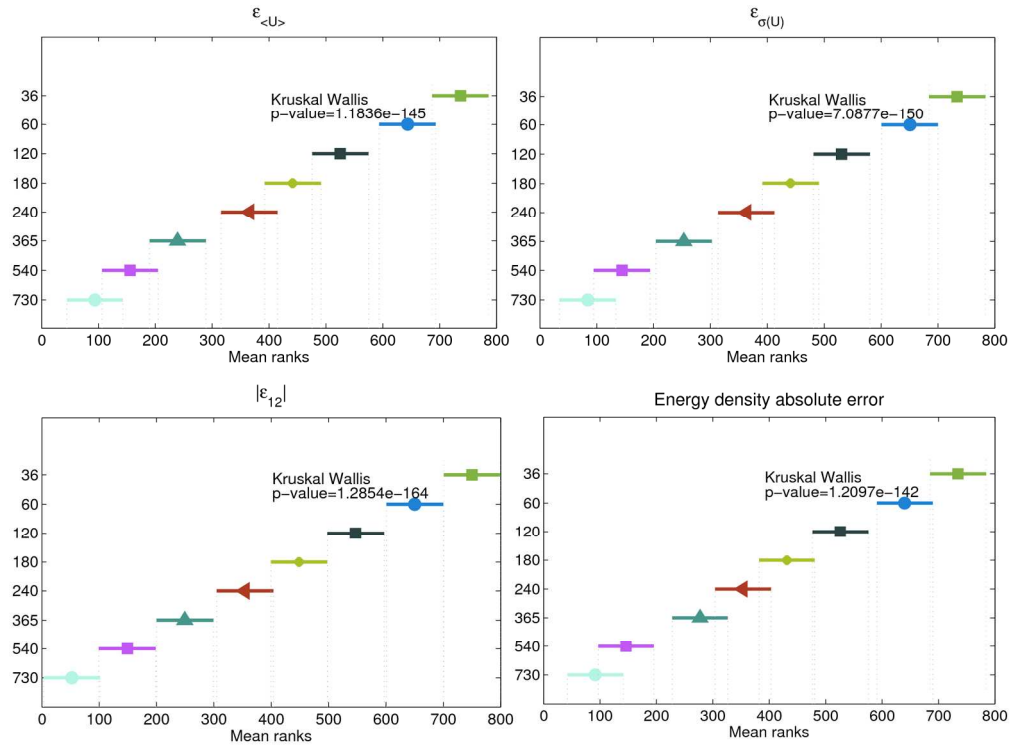 ε<U>
36
60
120
180
240
365
540
730
Kruskal Wallis
p-value=1.1836e-145
0 100 200 300 400 500 600 700 800
Mean ranks
εσ(U)
36
60
120
180
240
365
540
730
Kruskal Wallis
p-value=7.0877e-150
0 100 200 300 400 500 600 700 800
Mean ranks
|ε12|
36
60
120
180
240
365
540
730
Kruskal Wallis
p-value=1.2854e-164
0 100 200 300 400 500 600 700 800
Mean ranks
Energy density absolute error
36
60
120
180
240
365
540
730
Kruskal Wallis
p-value=1.2097e-142
0 100 200 300 400 500 600 700 800
Mean ranks